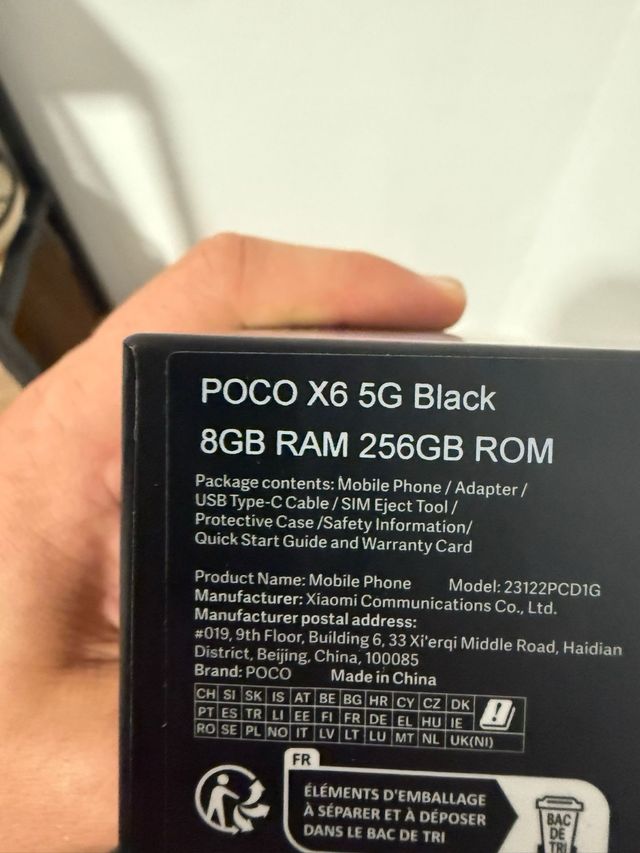 POCO X6 5G Black
8GB RAM 256GB ROM
Package contents: Mobile Phone / Adapter /
USB Type-C Cable / SIM Eject Tool /
Protective Case /Safety Information/
Quick Start Guide and Warranty Card
Product Name: Mobile Phone Model: 23122PCD1G
Manufacturer: Xiaomi Communications Co., Ltd.
Manufacturer postal address:
#019, 9th Floor, Building 6, 33 Xi'erqi Middle Road, Haidian
District, Beijing, China, 100085
Brand: POCO Made in China
CH SI SK IS AT BE BG HR CY CZ DK
PT ES TR LI EE FI FR DE EL HU IE
RO SE PL NO IT LV LT LU MT NL UK(NI)
FR
ÉLÉMENTS D'EMBALLAGE
À SÉPARER ET À DÉPOSER
DANS LE BAC DE TRI
BAC
DE
TRI